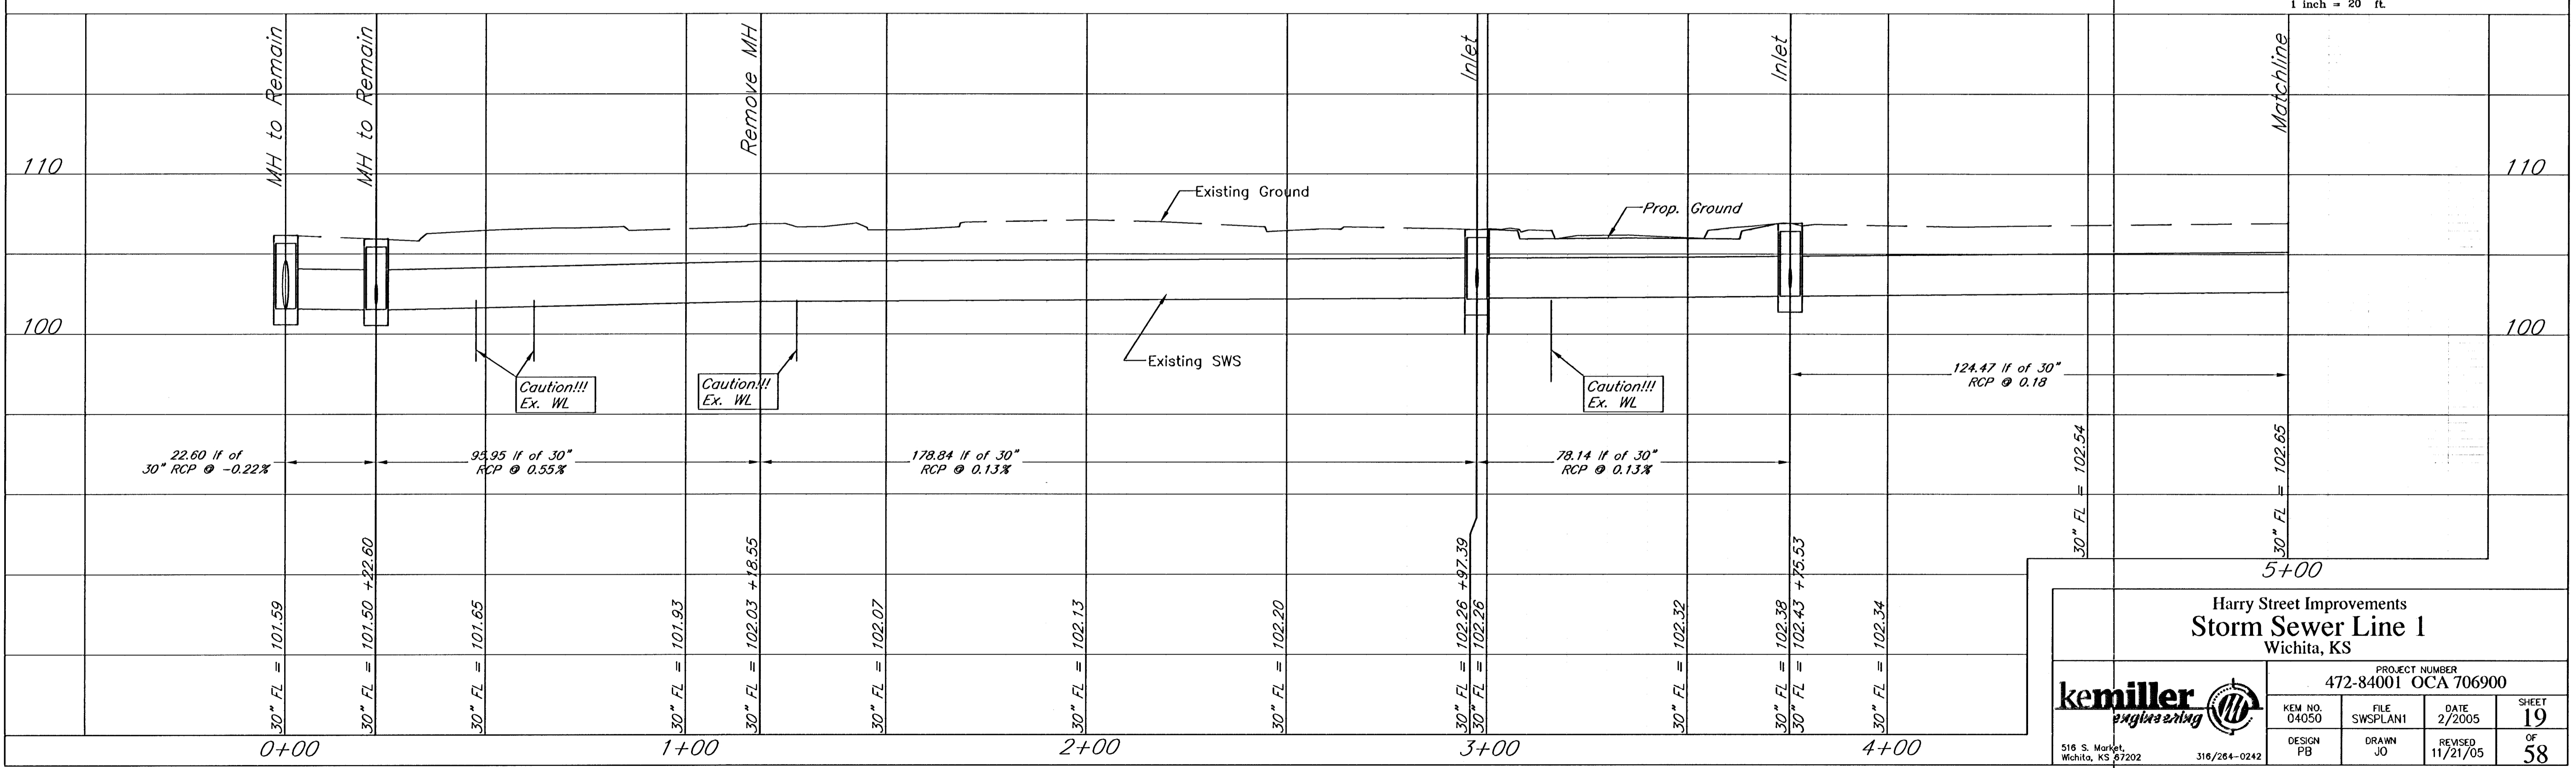 1 inch = 20 ft.
MH to Remain
MH to Remain
Remove MH
Inlet
Inlet
Matchline
110
110
Existing Ground
Prop. Ground
100
100
Existing SWS
Caution!!!
Ex. WL
Caution!!!
Ex. WL
Caution!!!
Ex. WL
124.47 lf of 30"
RCP @ 0.18
22.60 lf of
30" RCP @ -0.22%
95.95 lf of 30"
RCP @ 0.55%
178.84 lf of 30"
RCP @ 0.13%
78.14 lf of 30"
RCP @ 0.13%
30" FL = 101.59
30" FL = 101.50 +22.60
30" FL = 101.65
30" FL = 101.93
30" FL = 102.03 +18.55
30" FL = 102.07
30" FL = 102.13
30" FL = 102.20
30" FL = 102.26 +97.39
30" FL = 102.26
30" FL = 102.32
30" FL = 102.38
30" FL = 102.43 +75.53
30" FL = 102.34
30" FL = 102.54
30" FL = 102.65
0+00
1+00
2+00
3+00
4+00
5+00
Harry Street Improvements
Storm Sewer Line 1
Wichita, KS
kemiller
engineering
516 S. Market,
Wichita, KS 67202
316/264-0242
PROJECT NUMBER
472-84001 OCA 706900
KEM NO.
04050
FILE
SWSPLAN1
DATE
2/2005
SHEET
19
DESIGN
PB
DRAWN
JO
REVISED
11/21/05
OF
58